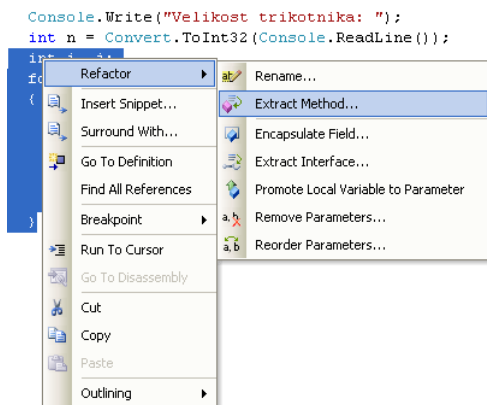 Console.Write("Velikost trikotnika: ");
int n = Convert.ToInt32(Console.ReadLine());
int i, j;
fo
{
}
Refactor
Insert Snippet...
Surround With...
Go To Definition
Find All References
Breakpoint
Run To Cursor
Go To Disassembly
Cut
Copy
Paste
Outlining
Rename...
Extract Method...
Encapsulate Field...
Extract Interface...
Promote Local Variable to Parameter
Remove Parameters...
Reorder Parameters...